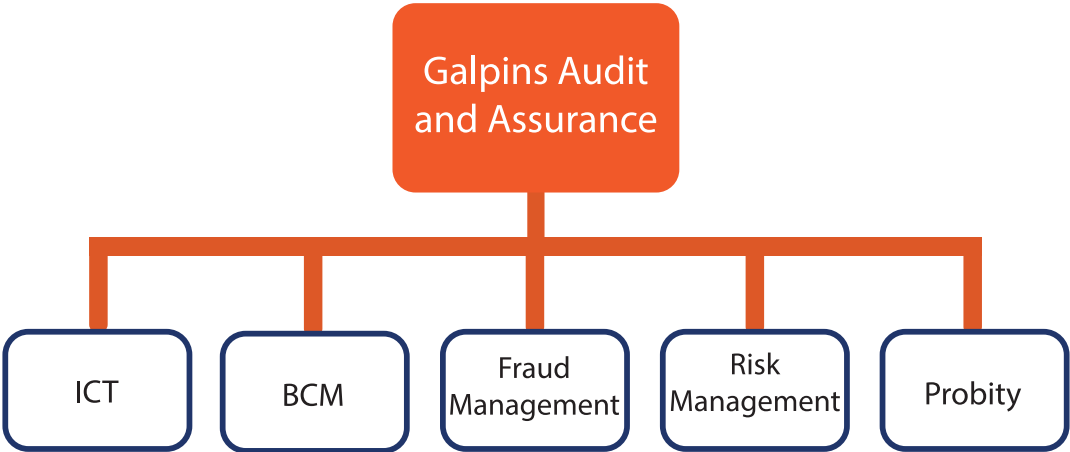 Galpins Audit
and Assurance
ICT
BCM
Fraud
Management
Risk
Management
Probity